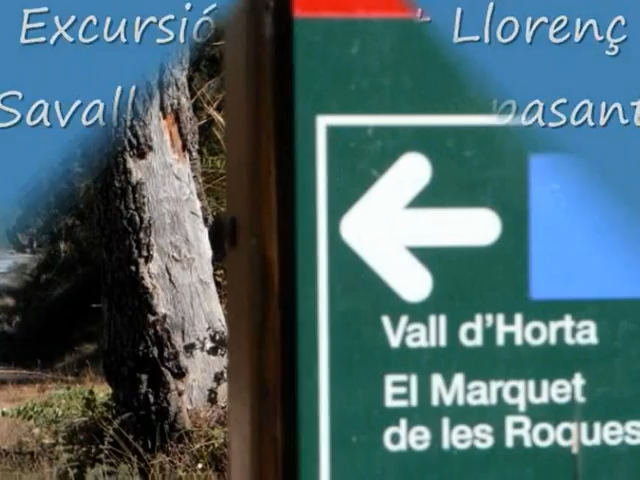 Excursió Llorenç
Savall pasant
Vall d'Horta
El Marquet
de les Roques